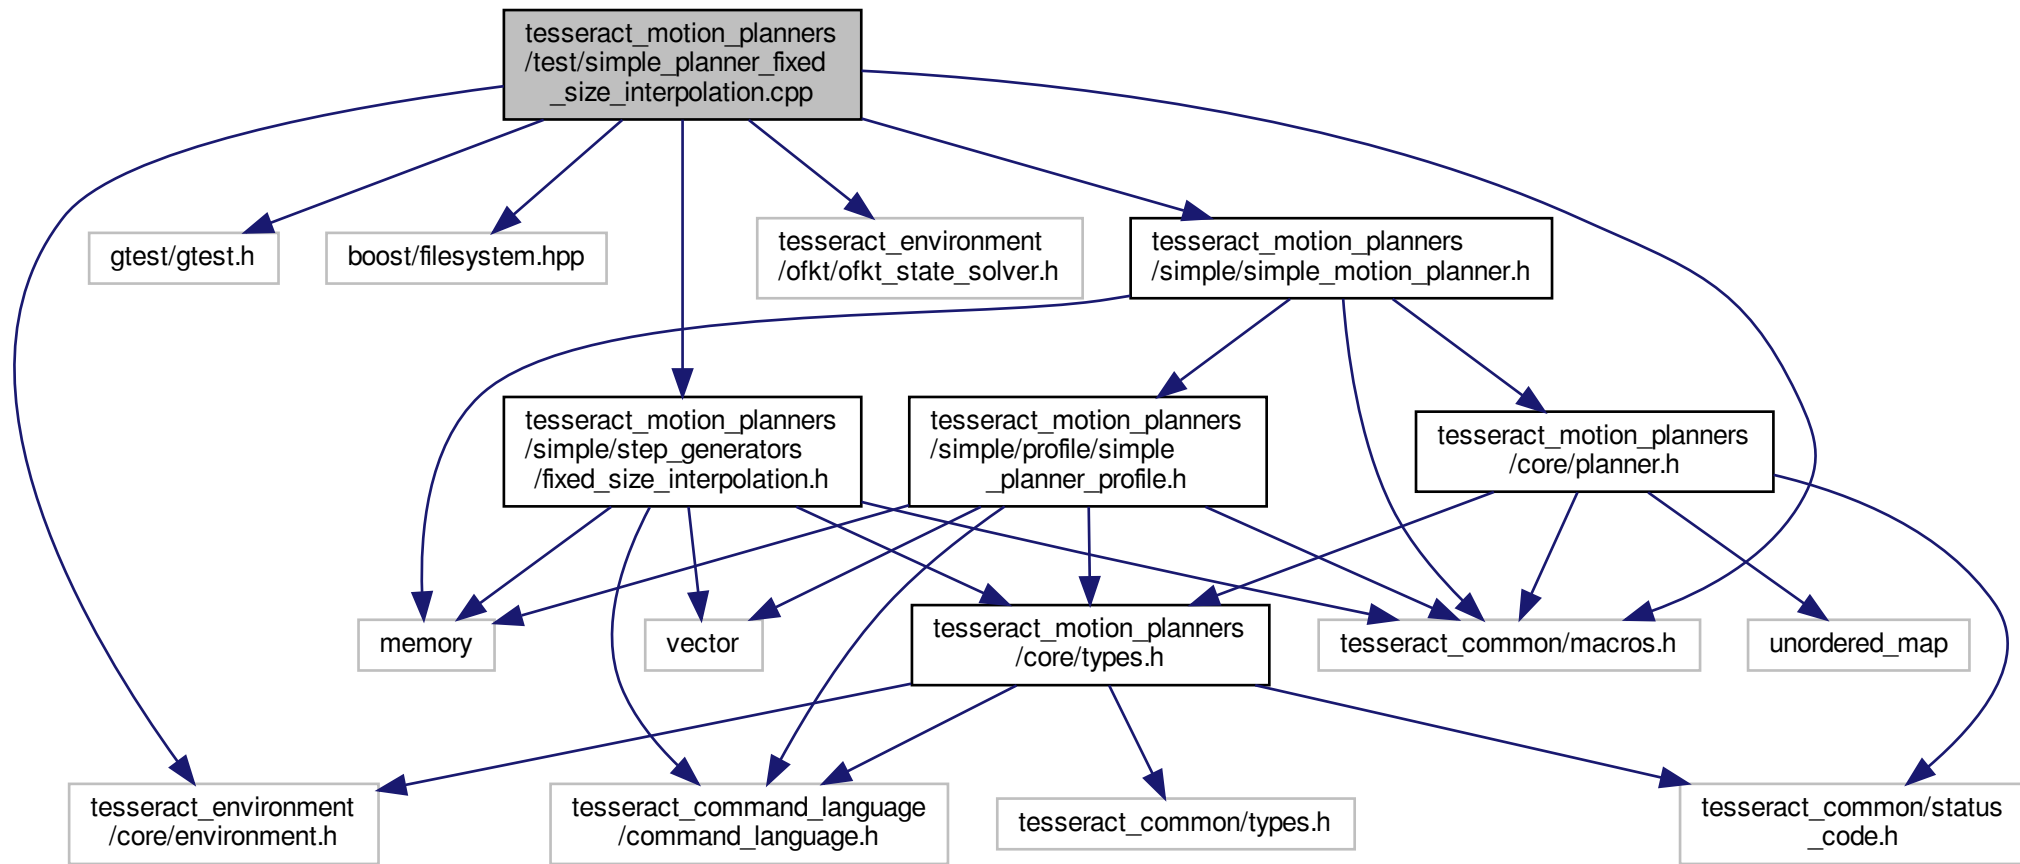 tesseract_motion_planners
/test/simple_planner_fixed
_size_interpolation.cpp
gtest/gtest.h
boost/filesystem.hpp
tesseract_environment
/ofkt/ofkt_state_solver.h
tesseract_motion_planners
/simple/simple_motion_planner.h
tesseract_motion_planners
/simple/step_generators
/fixed_size_interpolation.h
tesseract_motion_planners
/simple/profile/simple
_planner_profile.h
tesseract_motion_planners
/core/planner.h
memory
vector
tesseract_motion_planners
/core/types.h
tesseract_common/macros.h
unordered_map
tesseract_environment
/core/environment.h
tesseract_command_language
/command_language.h
tesseract_common/types.h
tesseract_common/status
_code.h